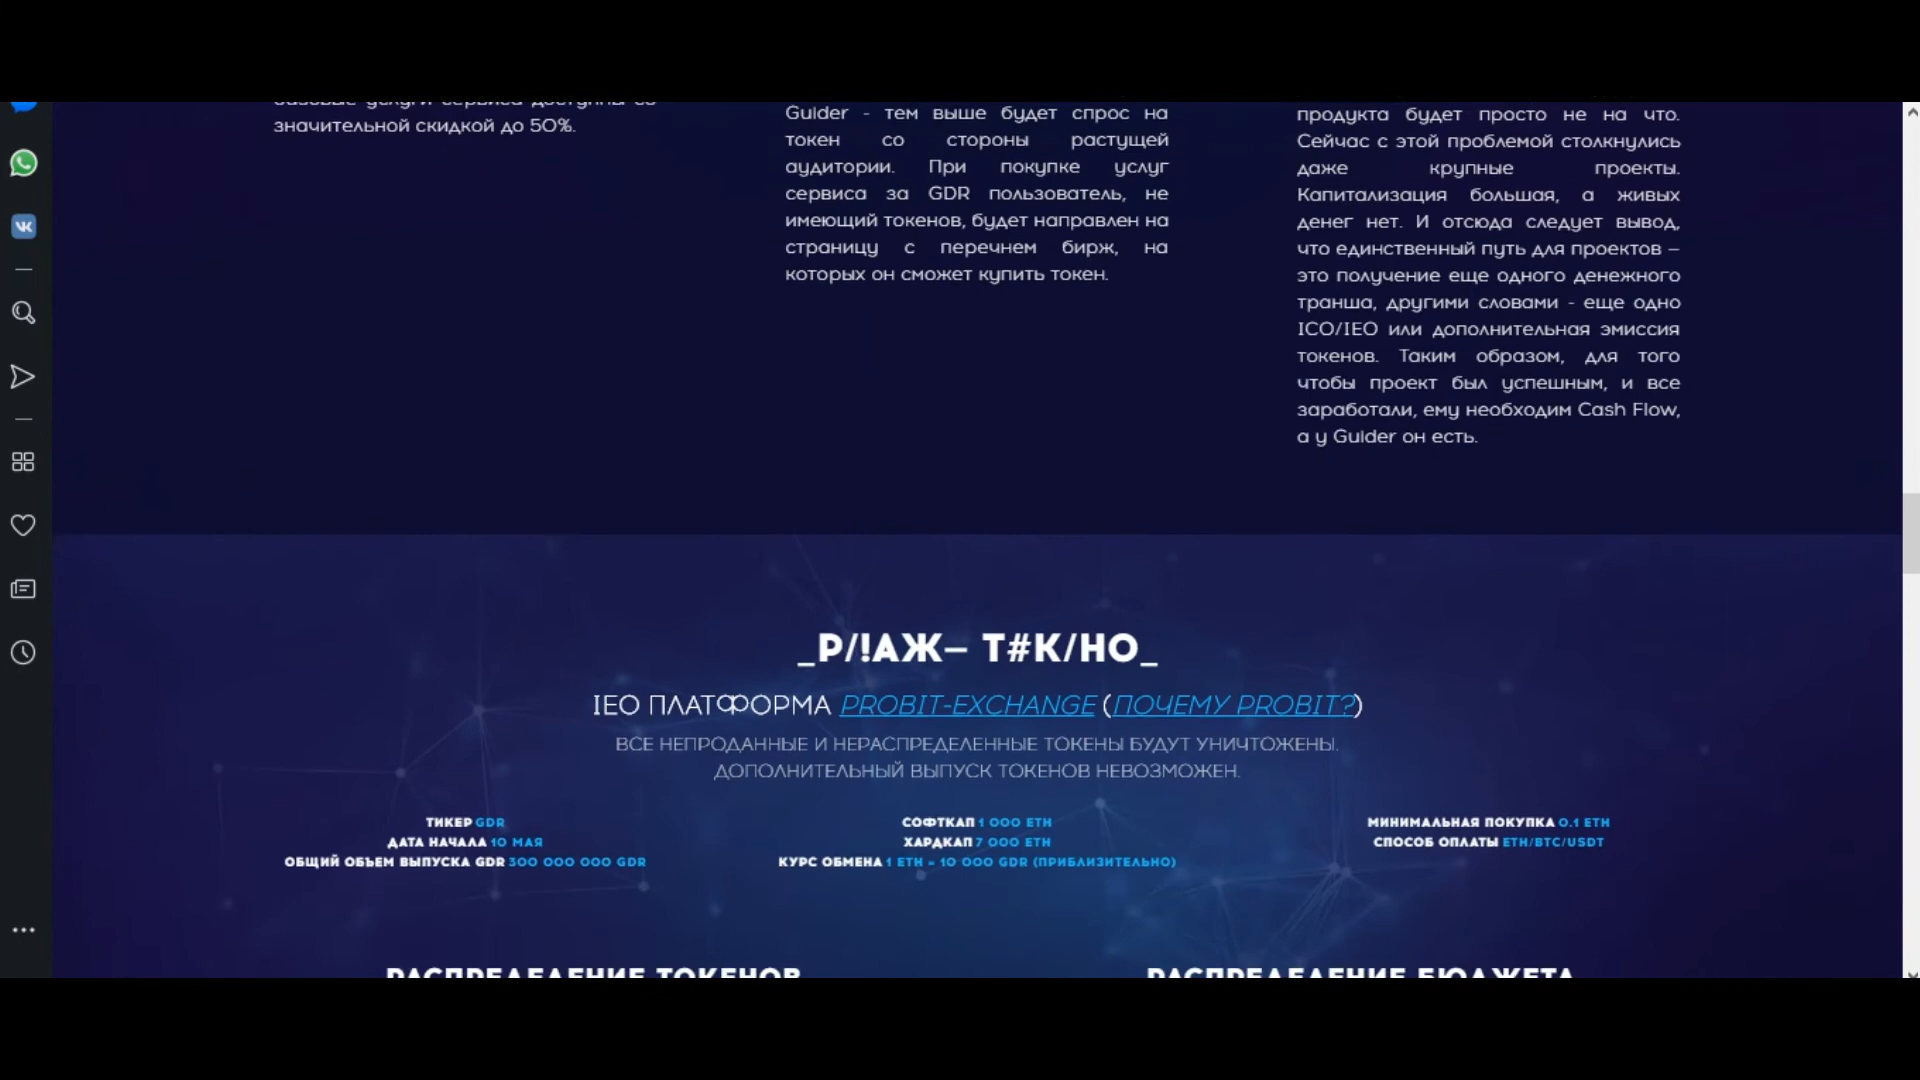 значительной скидкой до 50%.
Guider - тем выше будет спрос на
токен со стороны растущей
аудитории. При покупке услуг
сервиса за GDR пользователь, не
имеющий токенов, будет направлен на
страницу с перечнем бирж, на
которых он сможет купить токен.
продукта будет просто не на что.
Сейчас с этой проблемой столкнулись
даже крупные проекты.
Капитализация большая, а живых
денег нет. И отсюда следует вывод,
что единственный путь для проектов –
это получение еще одного денежного
транша, другими словами - еще одно
ICO/IEO или дополнительная эмиссия
токенов. Таким образом, для того
чтобы проект был успешным, и все
заработали, ему необходим Cash Flow,
а у Guider он есть.
_Р/!АЖ— Т#К/НО_
IEO ПЛАТФОРМА PROBIT-EXCHANGE (ПОЧЕМУ PROBIT?)
ВСЕ НЕПРОДАННЫЕ И НЕРАСПРЕДЕЛЕННЫЕ ТОКЕНЫ БУДУТ УНИЧТОЖЕНЫ.
ДОПОЛНИТЕЛЬНЫЙ ВЫПУСК ТОКЕНОВ НЕВОЗМОЖЕН.
ТИКЕР GDR
ДАТА НАЧАЛА 10 МАЯ
ОБЩИЙ ОБЪЕМ ВЫПУСКА GDR 300 000 000 GDR
СОФТКАП 1 000 ETH
ХАРДКАП 7 000 ETH
КУРС ОБМЕНА 1 ETH = 10 000 GDR (ПРИБЛИЗИТЕЛЬНО)
МИНИМАЛЬНАЯ ПОКУПКА 0.1 ETH
СПОСОБ ОПЛАТЫ ETH/BTC/USDT
РАСПРЕДЕЛЕНИЕ ТОКЕНОВ
РАСПРЕДЕЛЕНИЕ БЮДЖЕТА